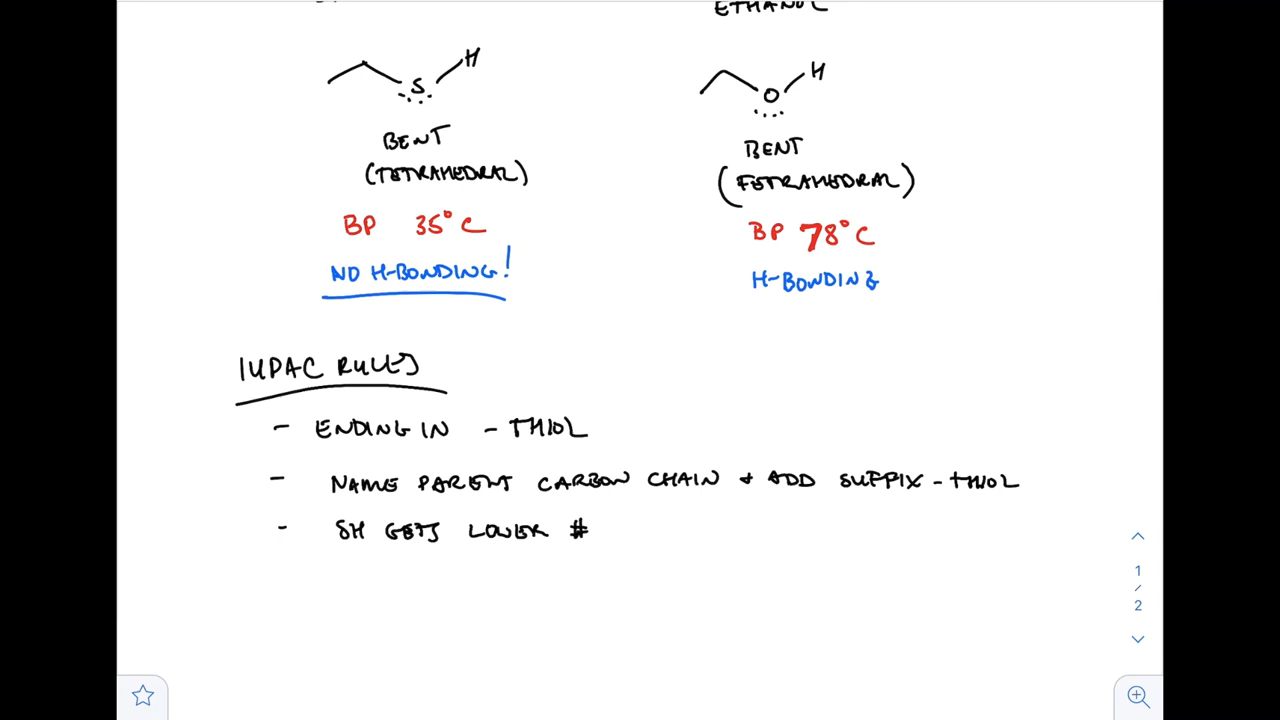 ETHANOL
S H
O H
BENT
(TETRAHEDRAL)
BP 35°C
NO H-BONDING!
BENT
(TETRAHEDRAL)
BP 78°C
H-BONDING
IUPAC RULES
- ENDING IN -THIOL
- NAME PARENT CARBON CHAIN + ADD SUFFIX -THIOL
- SH GETS LOWER #
1
/
2